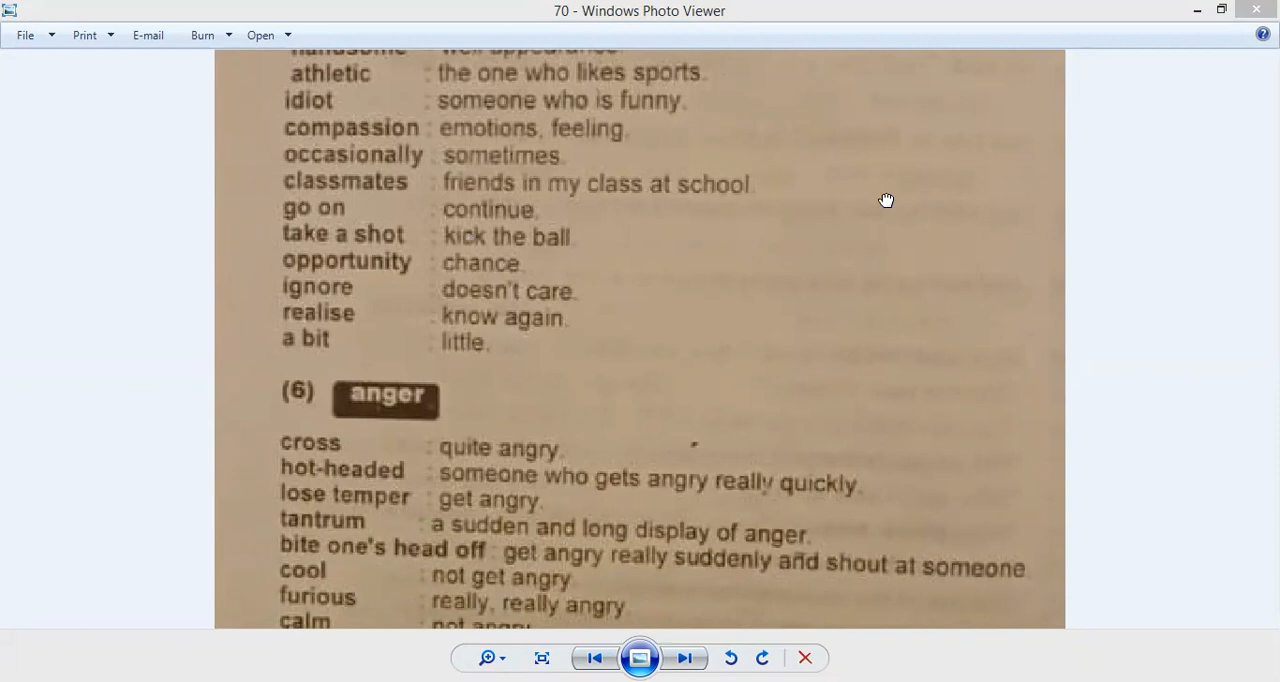 70 - Windows Photo Viewer
File Print E-mail Burn Open
handsome : well appearance.
athletic : the one who likes sports.
idiot : someone who is funny.
compassion : emotions, feeling.
occasionally : sometimes.
classmates : friends in my class at school.
go on : continue.
take a shot : kick the ball.
opportunity : chance.
ignore : doesn't care.
realise : know again.
a bit : little.
(6) anger
cross : quite angry.
hot-headed : someone who gets angry really quickly.
lose temper : get angry.
tantrum : a sudden and long display of anger.
bite one's head off : get angry really suddenly and shout at someone
cool : not get angry.
furious : really, really angry.
calm : not angry